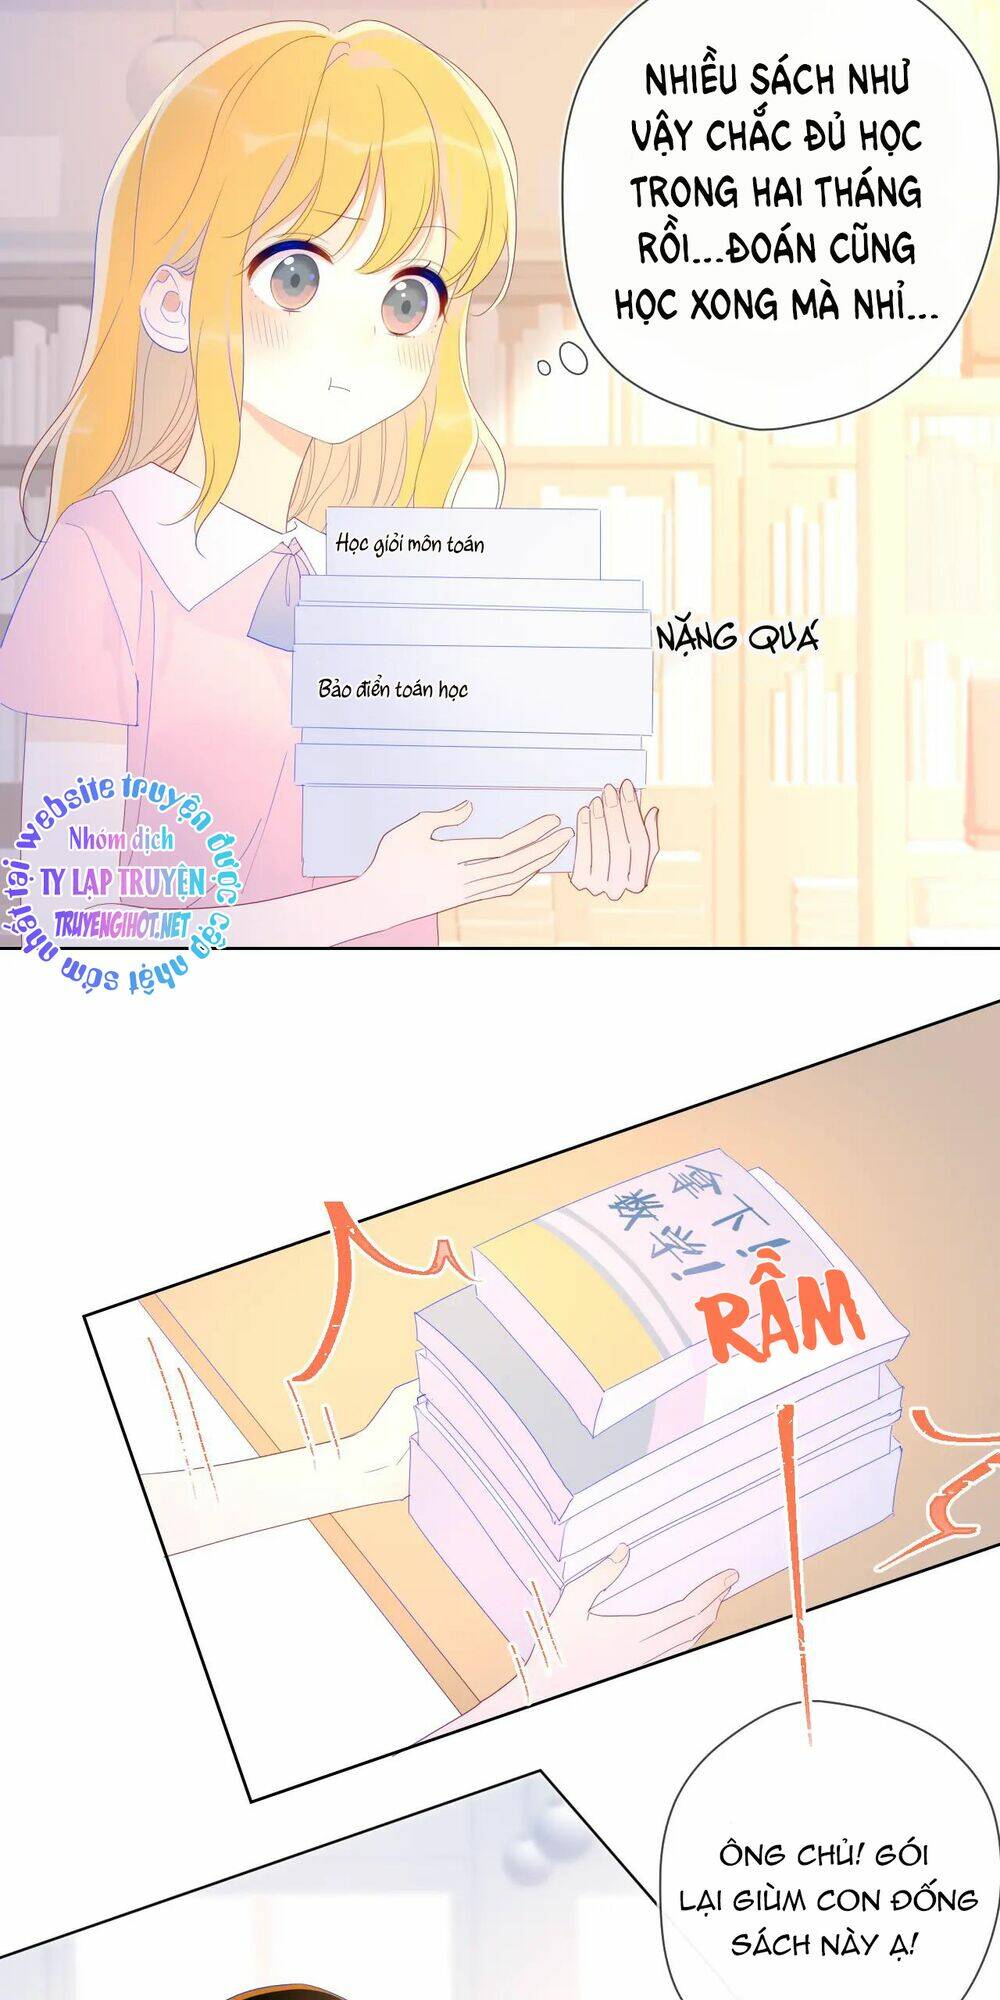 NHIỀU SÁCH NHƯ
VẬY CHẮC ĐỦ HỌC
TRONG HAI THÁNG
RỒI...ĐOÁN CŨNG
HỌC XONG MÀ NHỈ...
Học giỏi môn toán
NẶNG QUÁ
Bảo điển toán học
Nhóm dịch
TY LAP TRUYỆN
TRUYENGIHOT.NET
website truyện được cập nhật sớm nhất tại
拿下!
数学!
RẦM
ÔNG CHỦ! GÓI
LẠI GIÙM CON ĐỐNG
SÁCH NÀY Ạ!